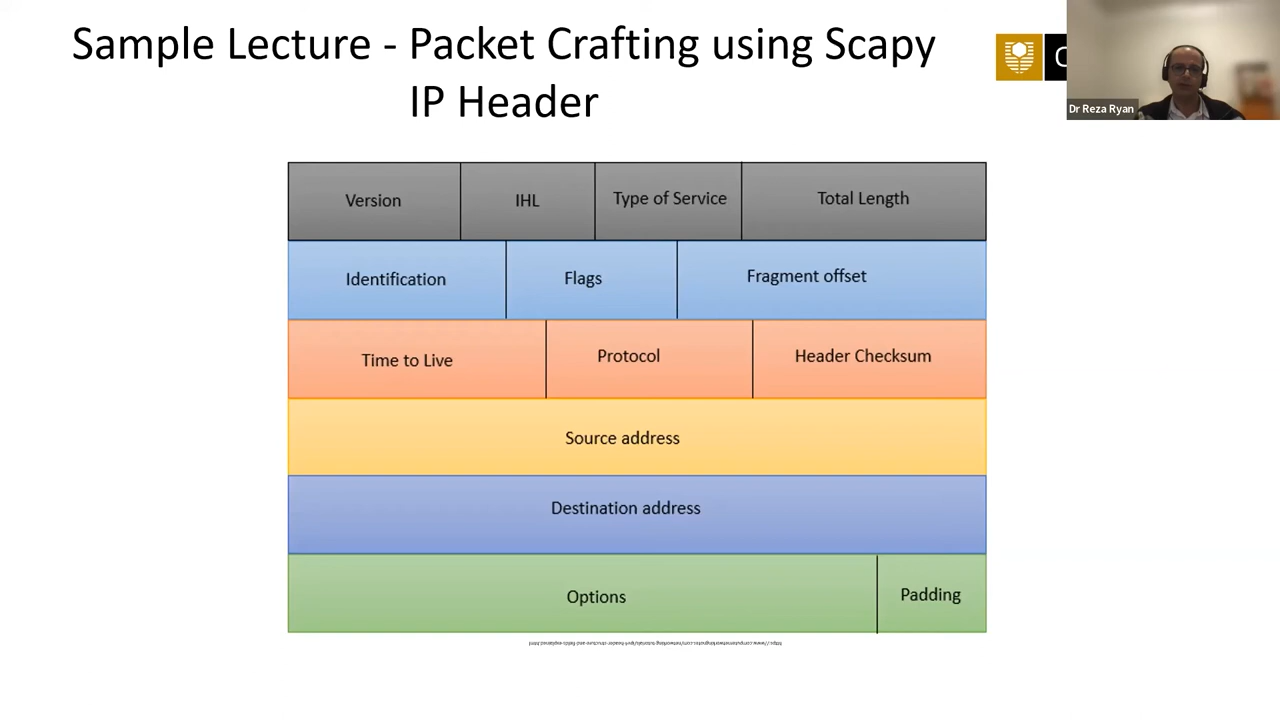 Sample Lecture - Packet Crafting using Scapy
IP Header
C
Dr Reza Ryan
Version IHL Type of Service Total Length
Identification Flags Fragment offset
Time to Live Protocol Header Checksum
Source address
Destination address
Options Padding